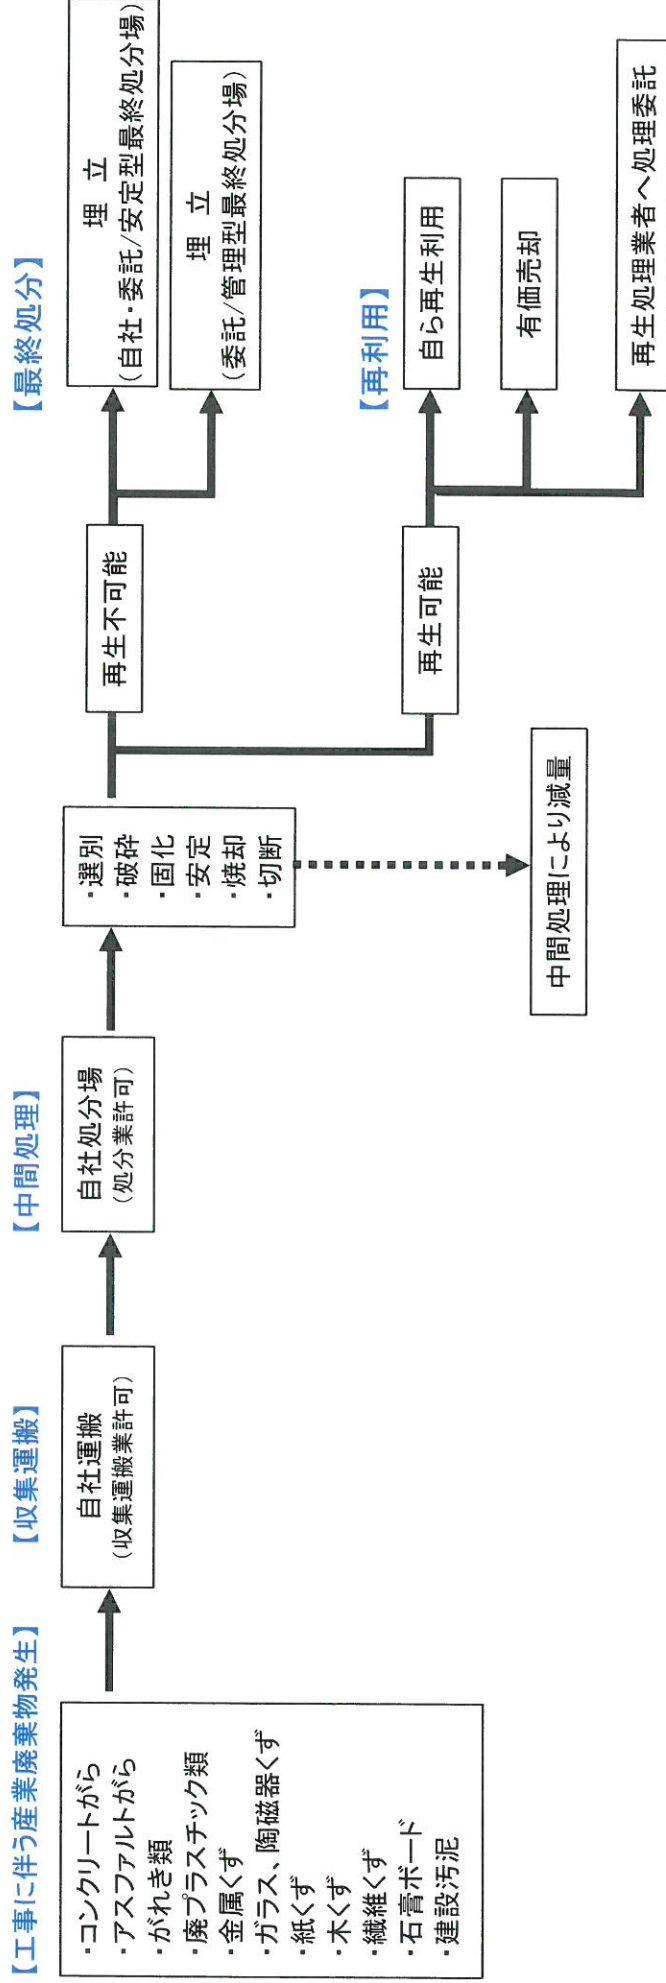 【工事に伴う産業廃棄物発生】
・コンクリートがら
・アスファルトがら
・がれき類
・廃プラスチック類
・金属くず
・ガラス、陶磁器くず
・紙くず
・木くず
・繊維くず
・石膏ボード
・建設汚泥
【収集運搬】
自社運搬
（収集運搬業許可）
【中間処理】
自社処分場
（処分業許可）
・選別
・破砕
・固化
・安定
・焼却
・切断
中間処理により減量
再生不可能
再生可能
【最終処分】
埋 立
（自社・委託/安定型最終処分場）
埋 立
（委託/管理型最終処分場）
【再利用】
自ら再生利用
有価売却
再生処理業者へ処理委託